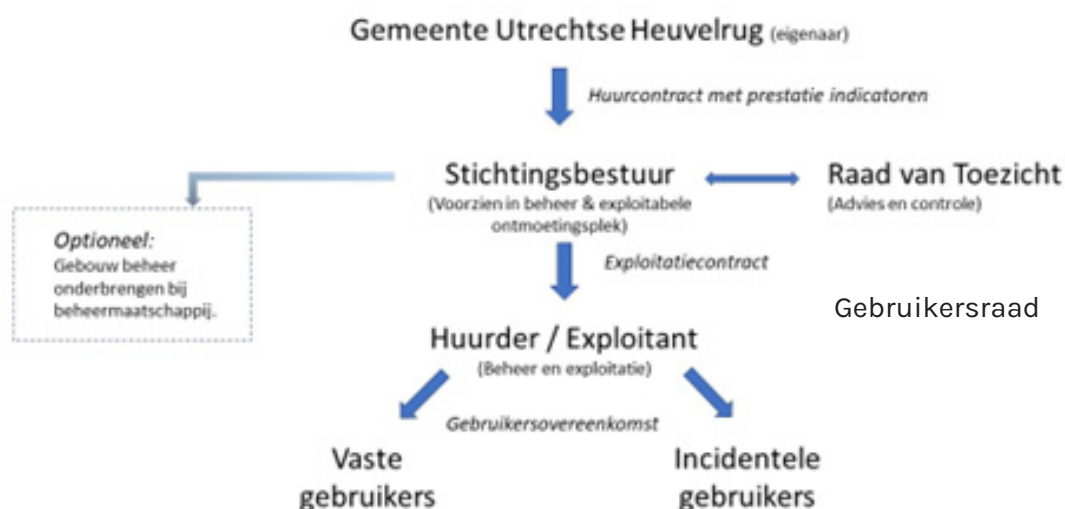 Gemeente Utrechtse Heuvelrug (eigenaar)
Huurcontract met prestatie indicatoren
Stichtingsbestuur
(Voorzien in beheer & exploitabele
ontmoetingsplek)
Raad van Toezicht
(Advies en controle)
Optioneel:
Gebouw beheer
onderbrengen bij
beheermaatschappij.
Exploitatiecontract
Gebruikersraad
Huurder / Exploitant
(Beheer en exploitatie)
Gebruikersovereenkomst
Vaste
gebruikers
Incidentele
gebruikers